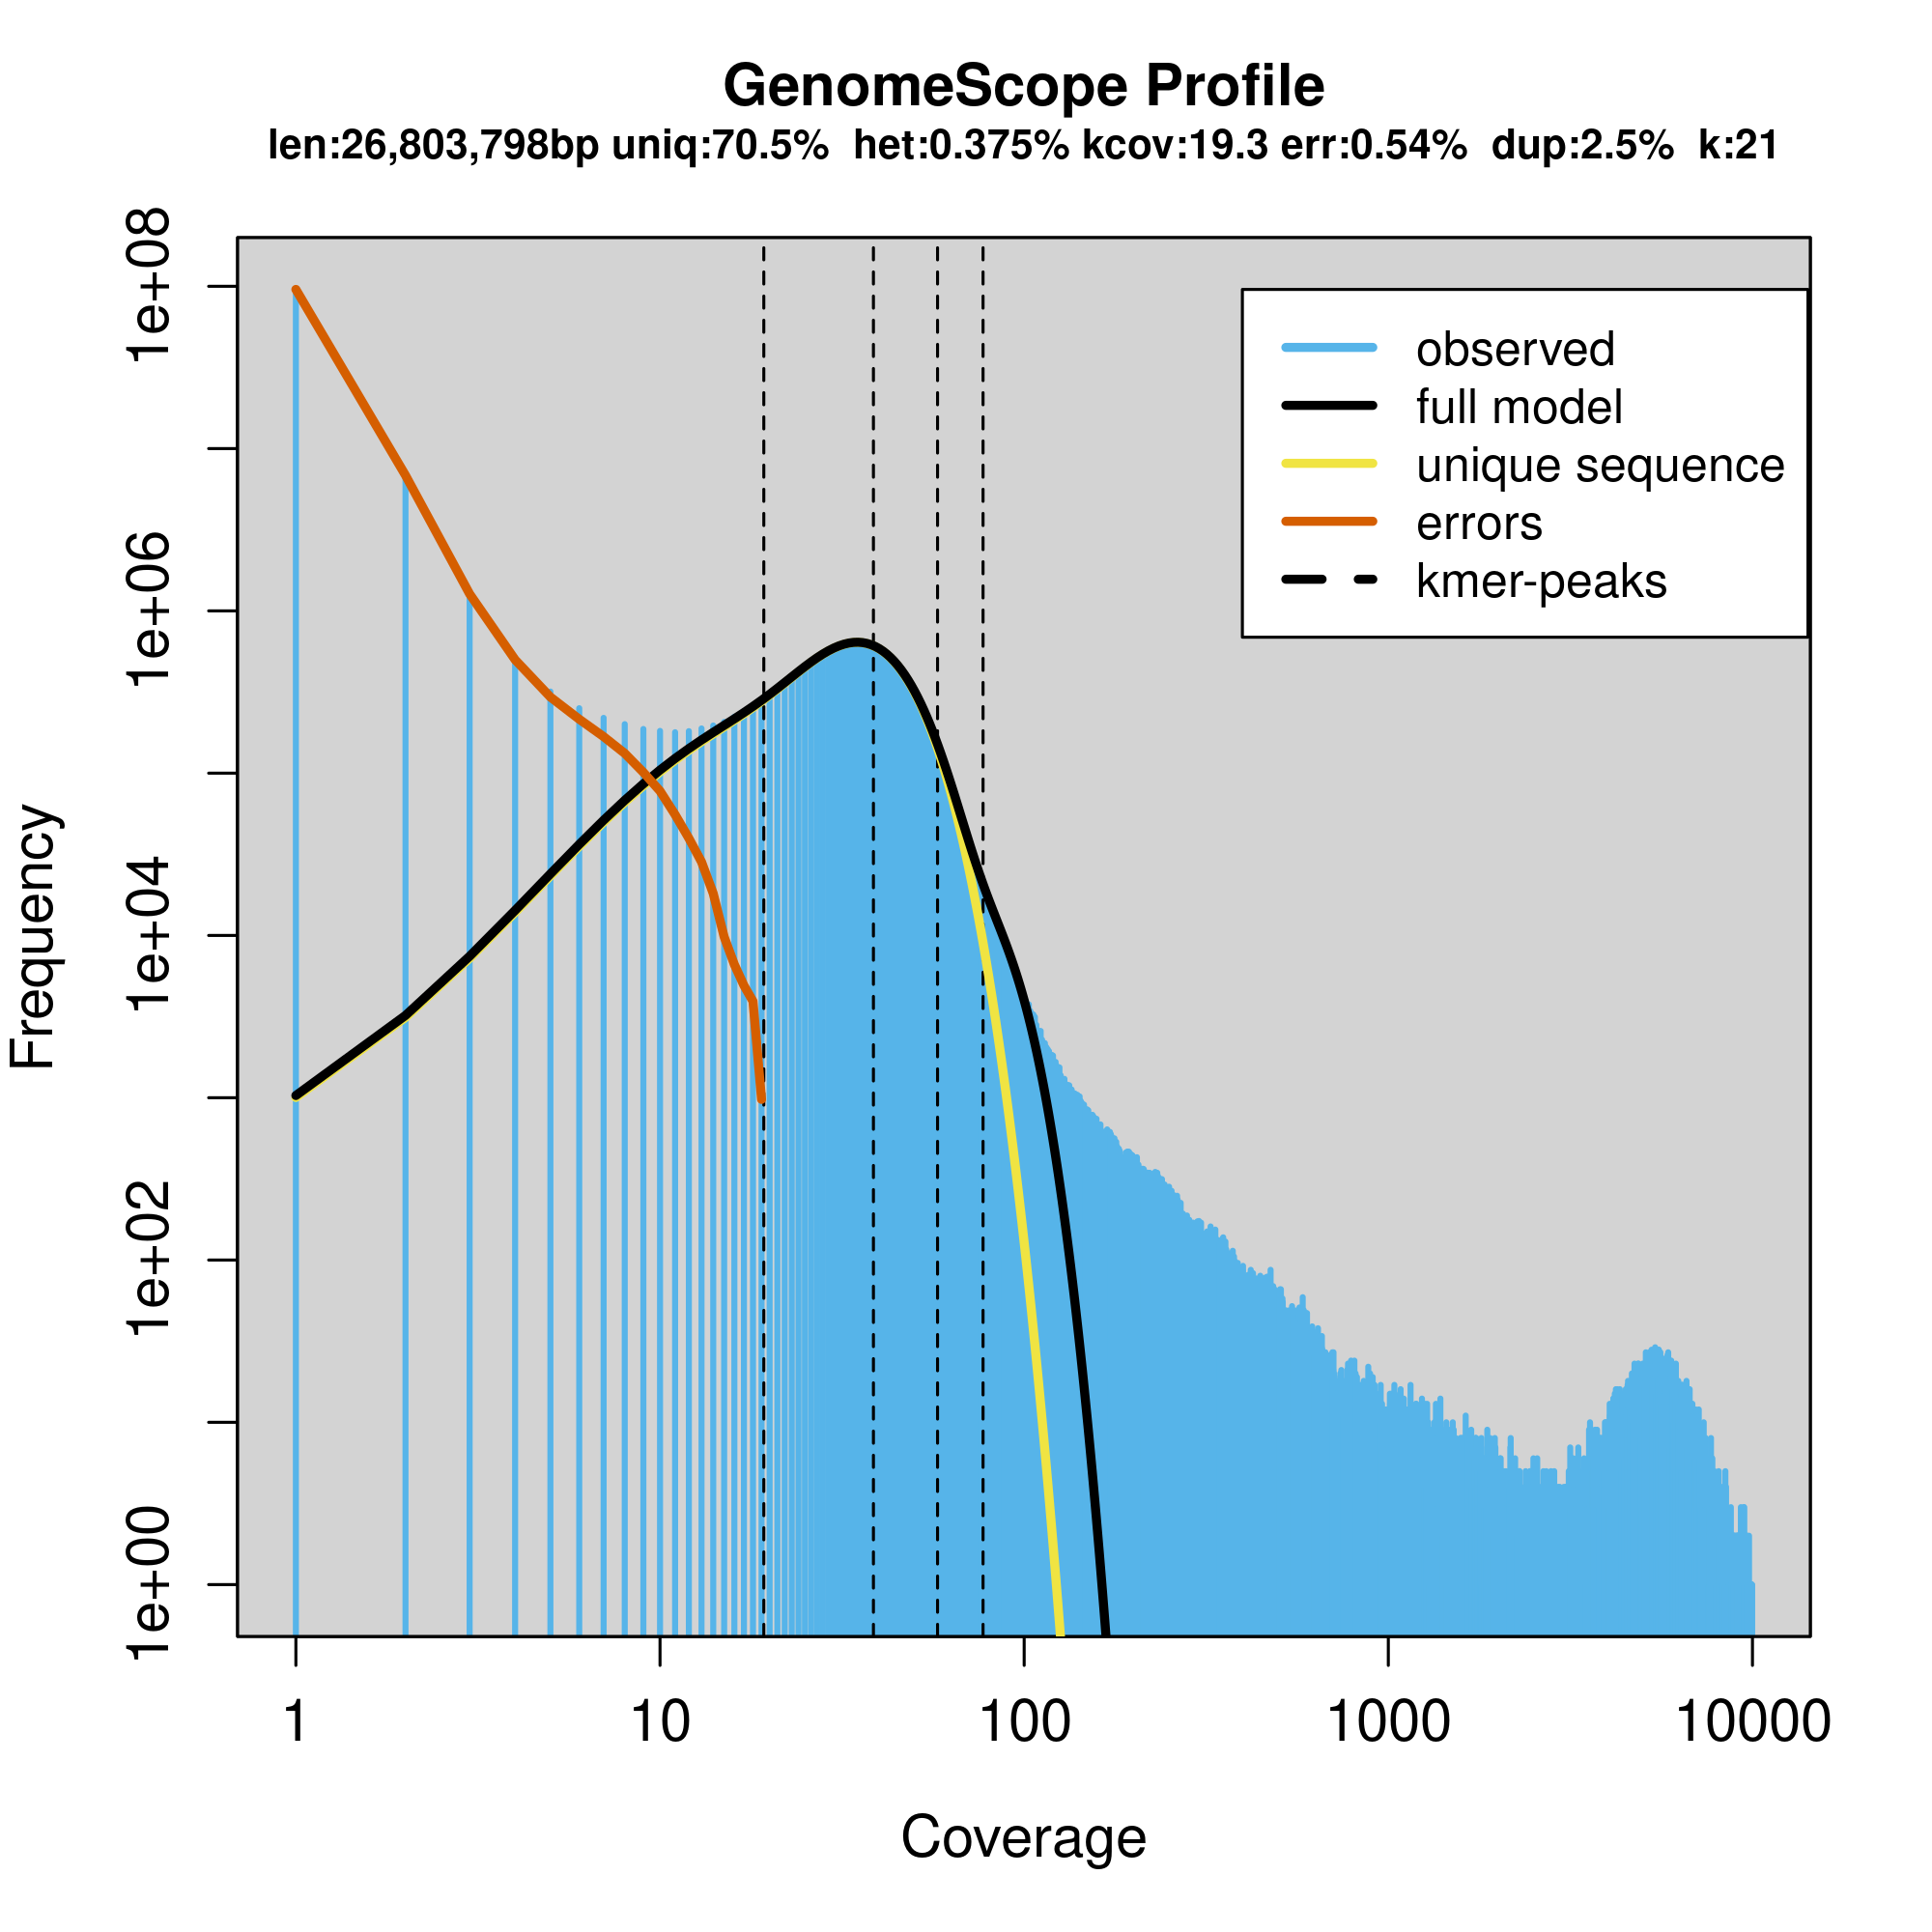 GenomeScope Profile
len:26,803,798bp uniq:70.5% het:0.375% kcov:19.3 err:0.54% dup:2.5% k:21
1e+08
1e+06
1e+04
1e+02
1e+00
Frequency
observed
full model
unique sequence
errors
kmer-peaks
1 10 100 1000 10000
Coverage